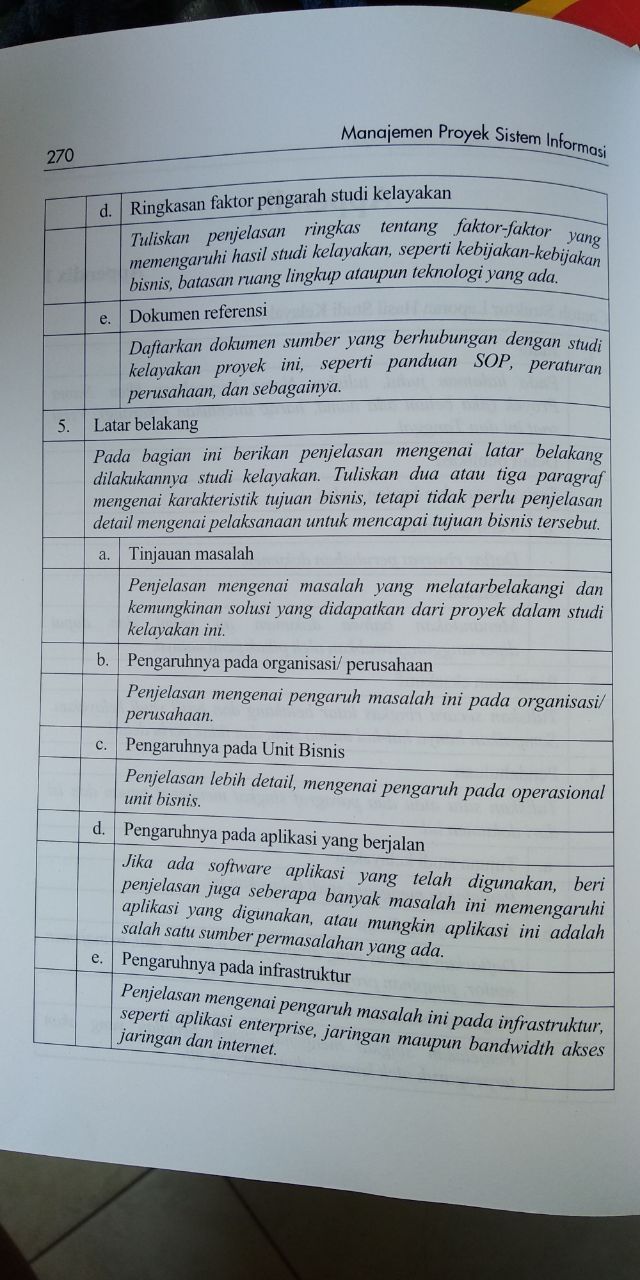 270
Manajemen Proyek Sistem Informasi
d. Ringkasan faktor pengarah studi kelayakan
Tuliskan penjelasan ringkas tentang faktor-faktor yang
memengaruhi hasil studi kelayakan, seperti kebijakan-kebijakan
bisnis, batasan ruang lingkup ataupun teknologi yang ada.
e. Dokumen referensi
Daftarkan dokumen sumber yang berhubungan dengan studi
kelayakan proyek ini, seperti panduan SOP, peraturan
perusahaan, dan sebagainya.
5. Latar belakang
Pada bagian ini berikan penjelasan mengenai latar belakang
dilakukannya studi kelayakan. Tuliskan dua atau tiga paragraf
mengenai karakteristik tujuan bisnis, tetapi tidak perlu penjelasan
detail mengenai pelaksanaan untuk mencapai tujuan bisnis tersebut.
a. Tinjauan masalah
Penjelasan mengenai masalah yang melatarbelakangi dan
kemungkinan solusi yang didapatkan dari proyek dalam studi
kelayakan ini.
b. Pengaruhnya pada organisasi/ perusahaan
Penjelasan mengenai pengaruh masalah ini pada organisasi/
perusahaan.
c. Pengaruhnya pada Unit Bisnis
Penjelasan lebih detail, mengenai pengaruh pada operasional
unit bisnis.
d. Pengaruhnya pada aplikasi yang berjalan
Jika ada software aplikasi yang telah digunakan, beri
penjelasan juga seberapa banyak masalah ini memengaruhi
aplikasi yang digunakan, atau mungkin aplikasi ini adalah
salah satu sumber permasalahan yang ada.
e. Pengaruhnya pada infrastruktur
Penjelasan mengenai pengaruh masalah ini pada infrastruktur,
seperti aplikasi enterprise, jaringan maupun bandwidth akses
jaringan dan internet.